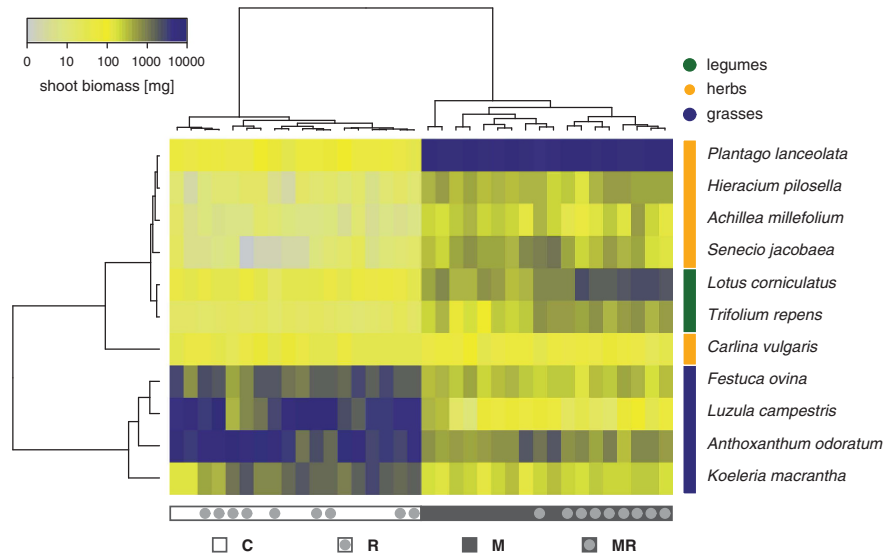 0 10 100 1000 10000
shoot biomass [mg]
legumes
herbs
grasses
Plantago lanceolata
Hieracium pilosella
Achillea millefolium
Senecio jacobaea
Lotus corniculatus
Trifolium repens
Carlina vulgaris
Festuca ovina
Luzula campestris
Anthoxanthum odoratum
Koeleria macrantha
C R M MR